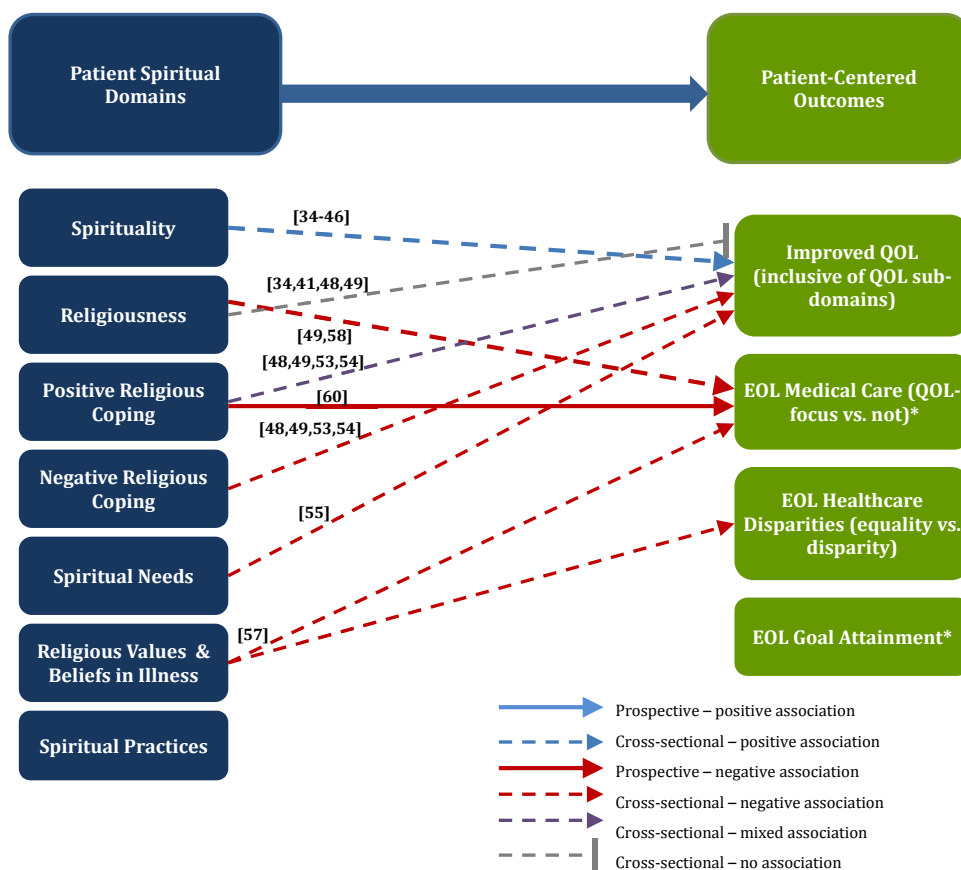 Patient Spiritual
Domains
Patient-Centered
Outcomes
Spirituality
[34-46]
Improved QOL
(inclusive of QOL sub-
domains)
[34,41,48,49]
Religiousness
[49,58]
[48,49,53,54]
Positive Religious
Coping
[60]
EOL Medical Care (QOL-
focus vs. not)*
[48,49,53,54]
Negative Religious
Coping
EOL Healthcare
Disparities (equality vs.
disparity)
[55]
Spiritual Needs
[57]
Religious Values &
Beliefs in Illness
EOL Goal Attainment*
Spiritual Practices
Prospective – positive association
Cross-sectional – positive association
Prospective – negative association
Cross-sectional – negative association
Cross-sectional – mixed association
Cross-sectional – no association